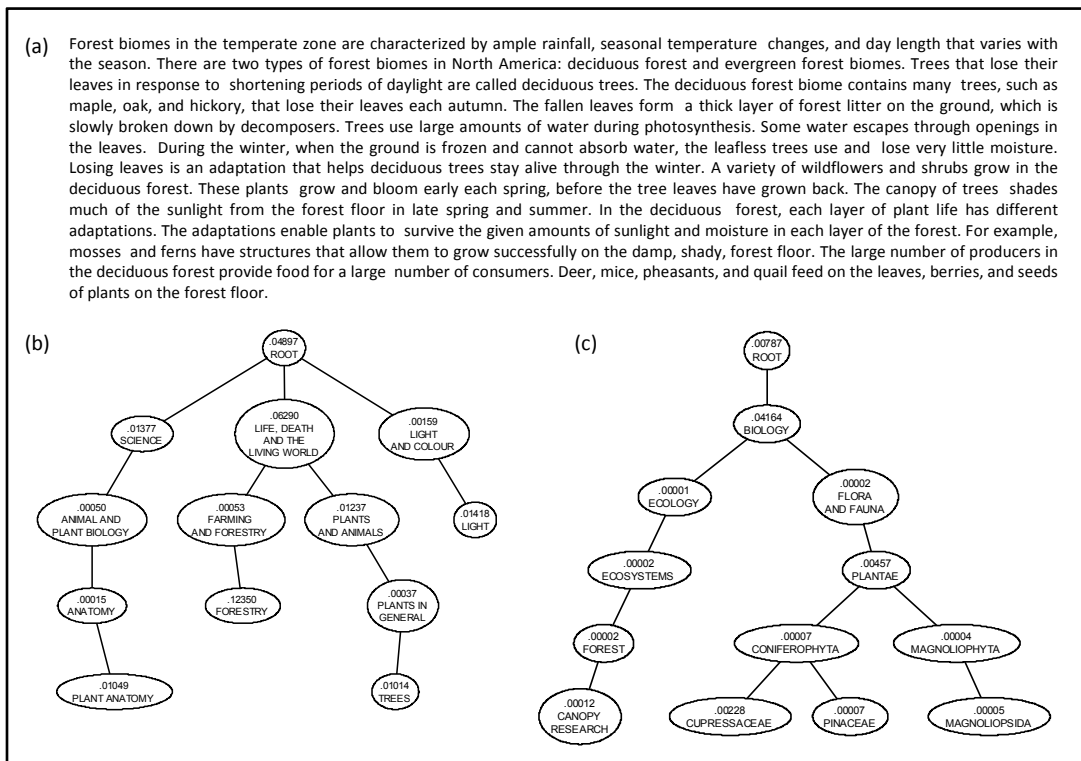 (a) Forest biomes in the temperate zone are characterized by ample rainfall, seasonal temperature changes, and day length that varies with
the season. There are two types of forest biomes in North America: deciduous forest and evergreen forest biomes. Trees that lose their
leaves in response to shortening periods of daylight are called deciduous trees. The deciduous forest biome contains many trees, such as
maple, oak, and hickory, that lose their leaves each autumn. The fallen leaves form a thick layer of forest litter on the ground, which is
slowly broken down by decomposers. Trees use large amounts of water during photosynthesis. Some water escapes through openings in
the leaves. During the winter, when the ground is frozen and cannot absorb water, the leafless trees use and lose very little moisture.
Losing leaves is an adaptation that helps deciduous trees stay alive through the winter. A variety of wildflowers and shrubs grow in the
deciduous forest. These plants grow and bloom early each spring, before the tree leaves have grown back. The canopy of trees shades
much of the sunlight from the forest floor in late spring and summer. In the deciduous forest, each layer of plant life has different
adaptations. The adaptations enable plants to survive the given amounts of sunlight and moisture in each layer of the forest. For example,
mosses and ferns have structures that allow them to grow successfully on the damp, shady, forest floor. The large number of producers in
the deciduous forest provide food for a large number of consumers. Deer, mice, pheasants, and quail feed on the leaves, berries, and seeds
of plants on the forest floor.
(b)
.04897
ROOT
.01377
SCIENCE
.06290
LIFE, DEATH
AND THE
LIVING WORLD
.00159
LIGHT
AND COLOUR
.00050
ANIMAL AND
PLANT BIOLOGY
.00053
FARMING
AND FORESTRY
.01237
PLANTS
AND ANIMALS
.01418
LIGHT
.00015
ANATOMY
.12350
FORESTRY
.00037
PLANTS IN
GENERAL
.01049
PLANT ANATOMY
.01014
TREES
(c)
.00787
ROOT
.04164
BIOLOGY
.00001
ECOLOGY
.00002
FLORA
AND FAUNA
.00002
ECOSYSTEMS
.00457
PLANTAE
.00002
FOREST
.00007
CONIFEROPHYTA
.00004
MAGNOLIOPHYTA
.00012
CANOPY
RESEARCH
.00228
CUPRESSACEAE
.00007
PINACEAE
.00005
MAGNOLIOPSIDA